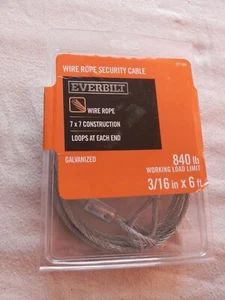 WIRE ROPE SECURITY CABLE
EVERBILT
WIRE ROPE
7 x 7 CONSTRUCTION
LOOPS AT EACH END
GALVANIZED
840 lb
WORKING LOAD LIMIT
3/16 in x 6 ft